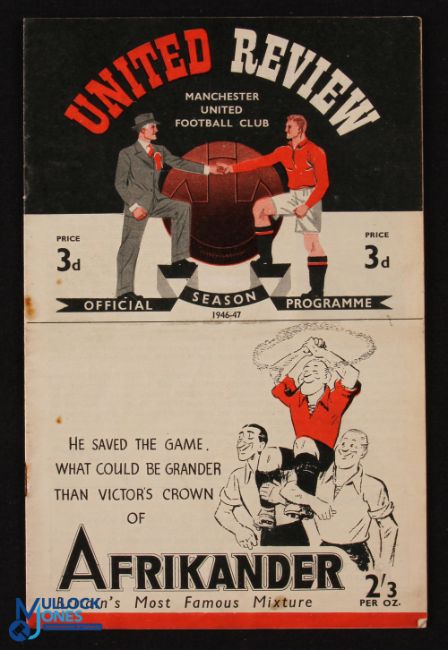 UNITED REVIEW
MANCHESTER
UNITED
FOOTBALL CLUB
PRICE
3d
PRICE
3d
OFFICIAL SEASON PROGRAMME
1946-47
HE SAVED THE GAME.
WHAT COULD BE GRANDER
THAN VICTOR'S CROWN
OF
AFRIKANDER
2/3
PER OZ.
Britain's Most Famous Mixture
MULLOCK
JONES